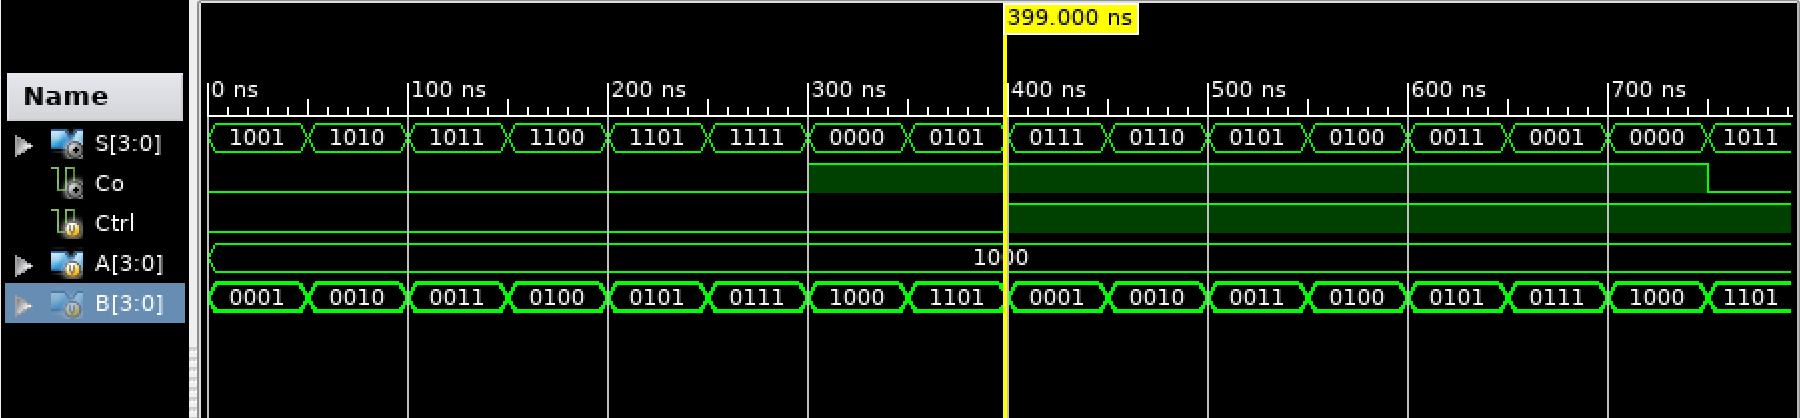 399.000 ns
Name
0 ns 100 ns 200 ns 300 ns 400 ns 500 ns 600 ns 700 ns
S[3:0] 1001 1010 1011 1100 1101 1111 0000 0101 0111 0110 0101 0100 0011 0001 0000 1011
Co
Ctrl
A[3:0] 1000
B[3:0] 0001 0010 0011 0100 0101 0111 1000 1101 0001 0010 0011 0100 0101 0111 1000 1101